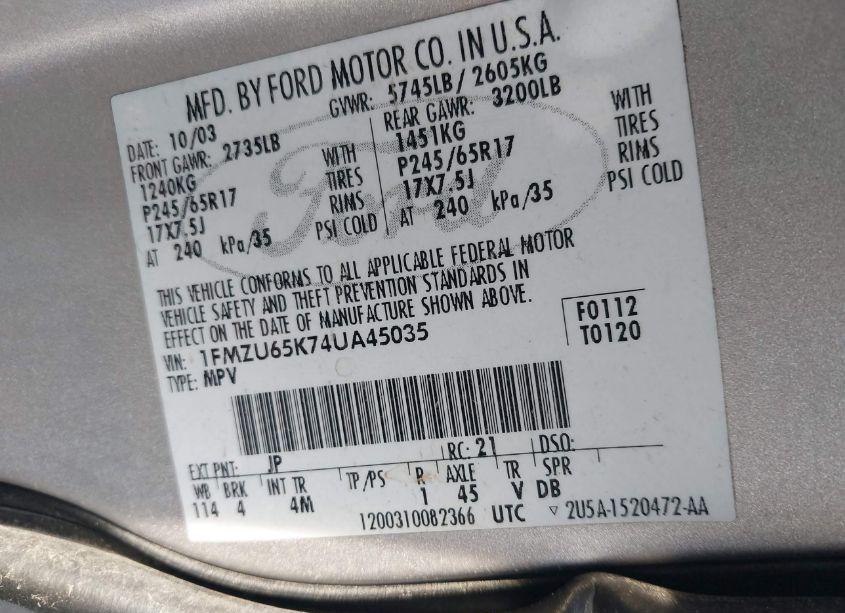 MFD. BY FORD MOTOR CO. IN U.S.A.
DATE: 10/03 GVWR: 5745LB / 2605KG
FRONT GAWR: 2735LB REAR GAWR: 3200LB
1240KG WITH 1451KG WITH
P245/65R17 TIRES P245/65R17 TIRES
17X7.5J RIMS 17X7.5J RIMS
AT 240 kPa/35 PSI COLD AT 240 kPa/35 PSI COLD
Ford
THIS VEHICLE CONFORMS TO ALL APPLICABLE FEDERAL MOTOR
VEHICLE SAFETY AND THEFT PREVENTION STANDARDS IN
EFFECT ON THE DATE OF MANUFACTURE SHOWN ABOVE.
VIN: 1FMZU65K74UA45035 F0112
TYPE: MPV T0120
EXT PNT: JP RC: 21 DSO:
WB BRK INT TR TP/PS R AXLE TR SPR
114 4 4M 1 45 V DB
1200310082366 UTC ▽ 2U5A-1520472-AA